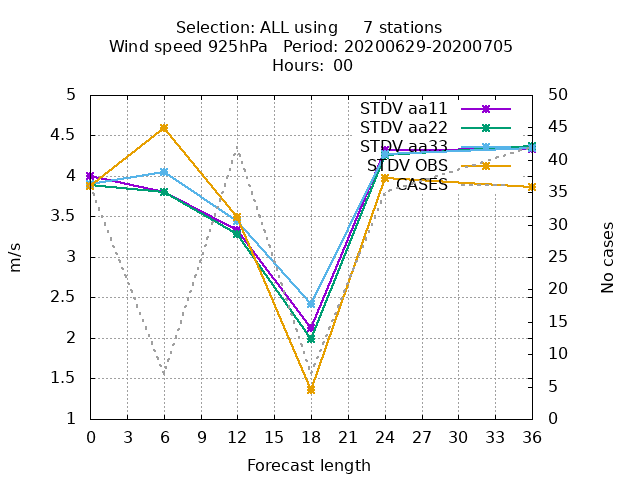 Selection: ALL using     7 stations
Wind speed 925hPa   Period: 20200629-20200705
Hours:  00
5
4.5
4
3.5
3
2.5
2
1.5
1
50
45
40
35
30
25
20
15
10
5
0
STDV aa11
STDV aa22
STDV aa33
STDV OBS
CASES
m/s
No cases
0 3 6 9 12 15 18 21 24 27 30 33 36
Forecast length